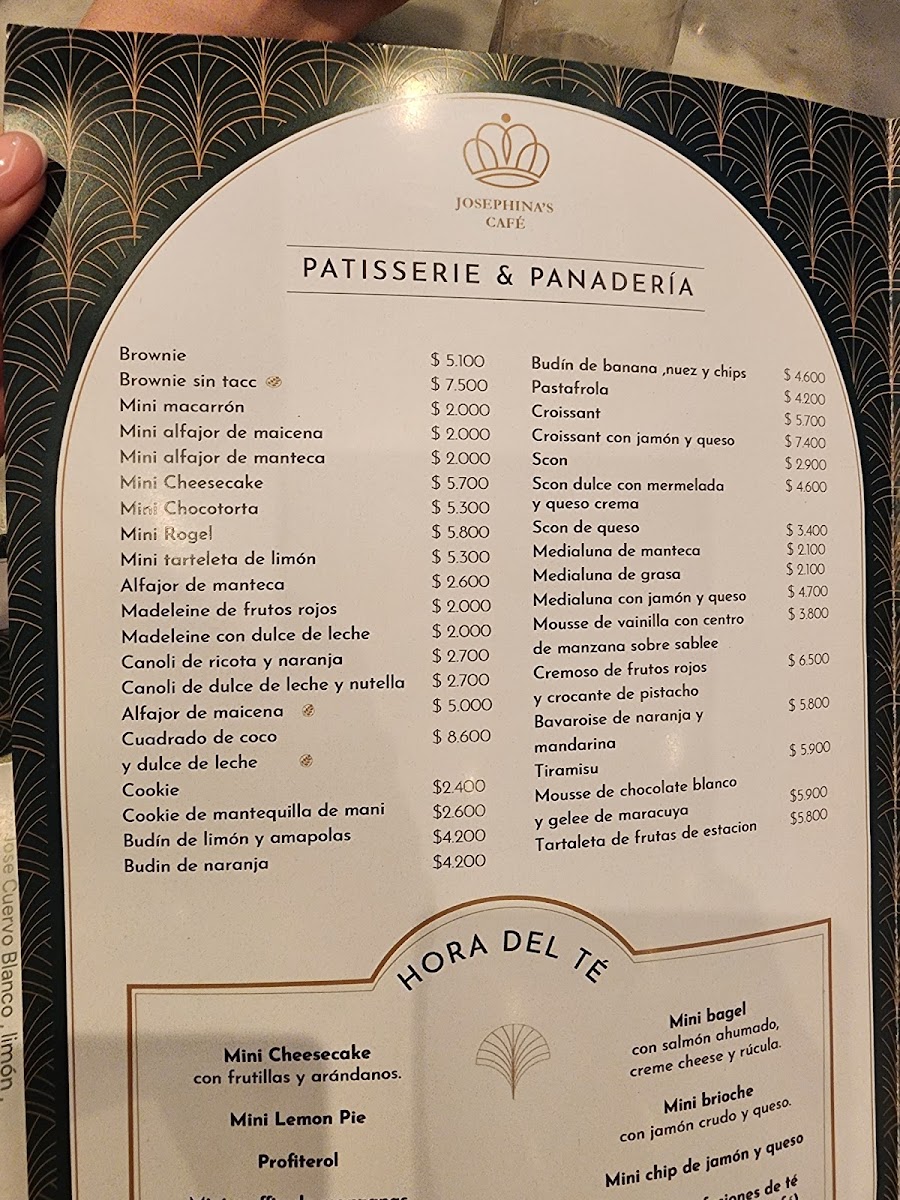 JOSEPHINA'S
CAFÉ
PATISSERIE & PANADERÍA
Brownie $ 5.100
Brownie sin tacc $ 7.500
Mini macarrón $ 2.000
Mini alfajor de maicena $ 2.000
Mini alfajor de manteca $ 2.000
Mini Cheesecake $ 5.700
Mini Chocotorta $ 5.300
Mini Rogel $ 5.800
Mini tarteleta de limón $ 5.300
Alfajor de manteca $ 2.600
Madeleine de frutos rojos $ 2.000
Madeleine con dulce de leche $ 2.000
Canoli de ricota y naranja $ 2.700
Canoli de dulce de leche y nutella $ 2.700
Alfajor de maicena $ 5.000
Cuadrado de coco $ 8.600
y dulce de leche
Cookie $2.400
Cookie de mantequilla de mani $2.600
Budín de limón y amapolas $4.200
Budin de naranja $4.200
Budín de banana ,nuez y chips $ 4.600
Pastafrola $ 4.200
Croissant $ 5.700
Croissant con jamón y queso $ 7.400
Scon $ 2.900
Scon dulce con mermelada $ 4.600
y queso crema
Scon de queso $ 3.400
Medialuna de manteca $ 2.100
Medialuna de grasa $ 2.100
Medialuna con jamón y queso $ 4.700
Mousse de vainilla con centro $ 3.800
de manzana sobre sablee
Cremoso de frutos rojos $ 6.500
y crocante de pistacho
Bavaroise de naranja y $ 5.800
mandarina
Tiramisu $ 5.900
Mousse de chocolate blanco
y gelee de maracuya $5.900
Tartaleta de frutas de estacion $5.800
HORA DEL TÉ
Mini Cheesecake
con frutillas y arándanos.
Mini Lemon Pie
Profiterol
Mini bagel
con salmón ahumado,
creme cheese y rúcula.
Mini brioche
con jamón crudo y queso.
Mini chip de jamón y queso
de té
Jose Cuervo Blanco , limón ,